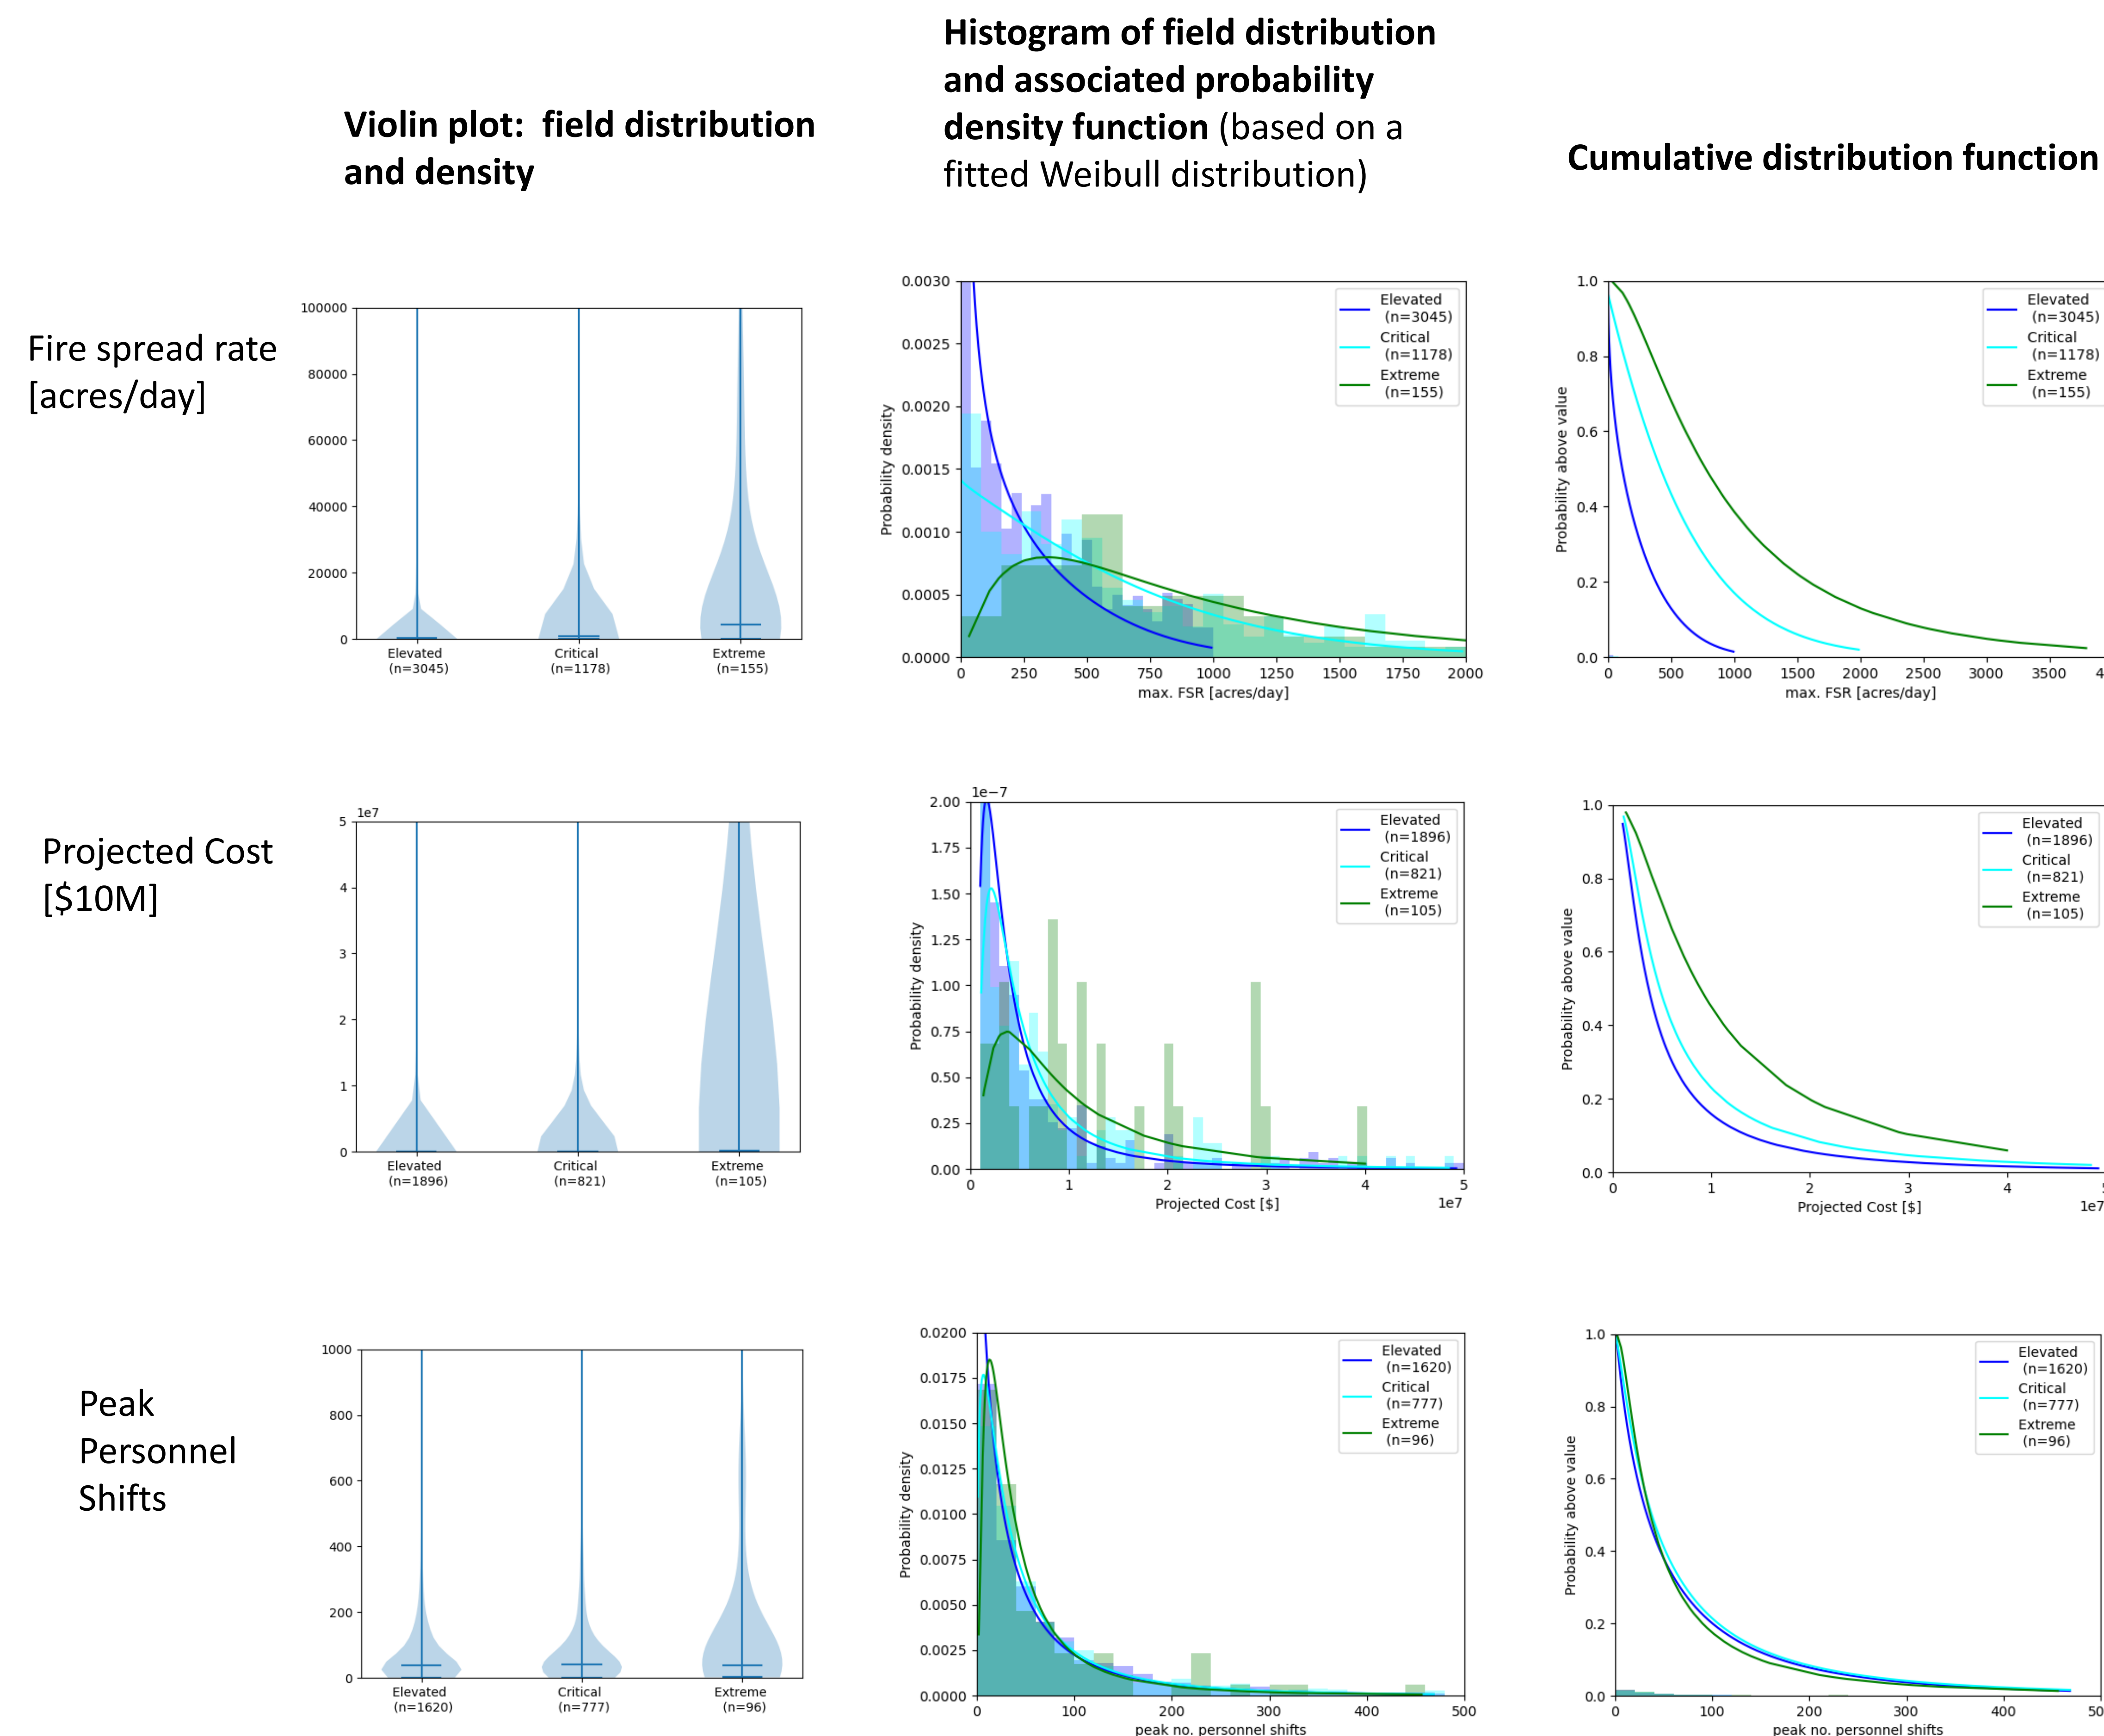 Histogram of field distribution
and associated probability
density function (based on a
fitted Weibull distribution)
Violin plot:  field distribution
and density
Cumulative distribution function
Fire spread rate
[acres/day]
100000
80000
60000
40000
20000
0
Elevated
(n=3045)
Critical
(n=1178)
Extreme
(n=155)
0.0030
0.0025
0.0020
0.0015
0.0010
0.0005
0.0000
Probability density
Elevated
(n=3045)
Critical
(n=1178)
Extreme
(n=155)
0 250 500 750 1000 1250 1500 1750 2000
max. FSR [acres/day]
1.0
0.8
0.6
0.4
0.2
0.0
Probability above value
Elevated
(n=3045)
Critical
(n=1178)
Extreme
(n=155)
0 500 1000 1500 2000 2500 3000 3500 4
max. FSR [acres/day]
Projected Cost
[$10M]
1e7
5
4
3
2
1
0
Elevated
(n=1896)
Critical
(n=821)
Extreme
(n=105)
1e−7
2.00
1.75
1.50
1.25
1.00
0.75
0.50
0.25
0.00
Probability density
Elevated
(n=1896)
Critical
(n=821)
Extreme
(n=105)
0 1 2 3 4 5
Projected Cost [$]
1e7
1.0
0.8
0.6
0.4
0.2
0.0
Probability above value
Elevated
(n=1896)
Critical
(n=821)
Extreme
(n=105)
0 1 2 3 4
Projected Cost [$]
1e7
Peak
Personnel
Shifts
1000
800
600
400
200
0
Elevated
(n=1620)
Critical
(n=777)
Extreme
(n=96)
0.0200
0.0175
0.0150
0.0125
0.0100
0.0075
0.0050
0.0025
0.0000
Probability density
Elevated
(n=1620)
Critical
(n=777)
Extreme
(n=96)
0 100 200 300 400 500
peak no. personnel shifts
1.0
0.8
0.6
0.4
0.2
0.0
Probability above value
Elevated
(n=1620)
Critical
(n=777)
Extreme
(n=96)
0 100 200 300 400 50
peak no. personnel shifts